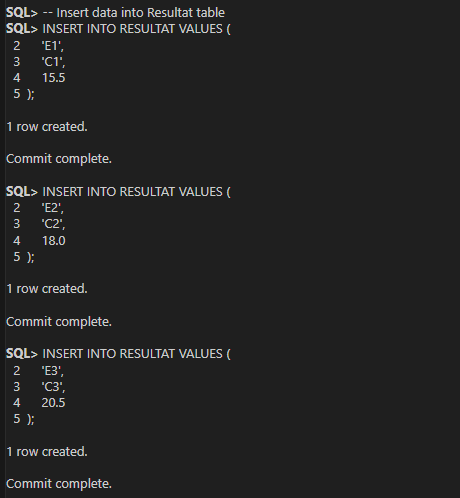 SQL> -- Insert data into Resultat table
SQL> INSERT INTO RESULTAT VALUES (
2 'E1',
3 'C1',
4 15.5
5 );
1 row created.
Commit complete.
SQL> INSERT INTO RESULTAT VALUES (
2 'E2',
3 'C2',
4 18.0
5 );
1 row created.
Commit complete.
SQL> INSERT INTO RESULTAT VALUES (
2 'E3',
3 'C3',
4 20.5
5 );
1 row created.
Commit complete.